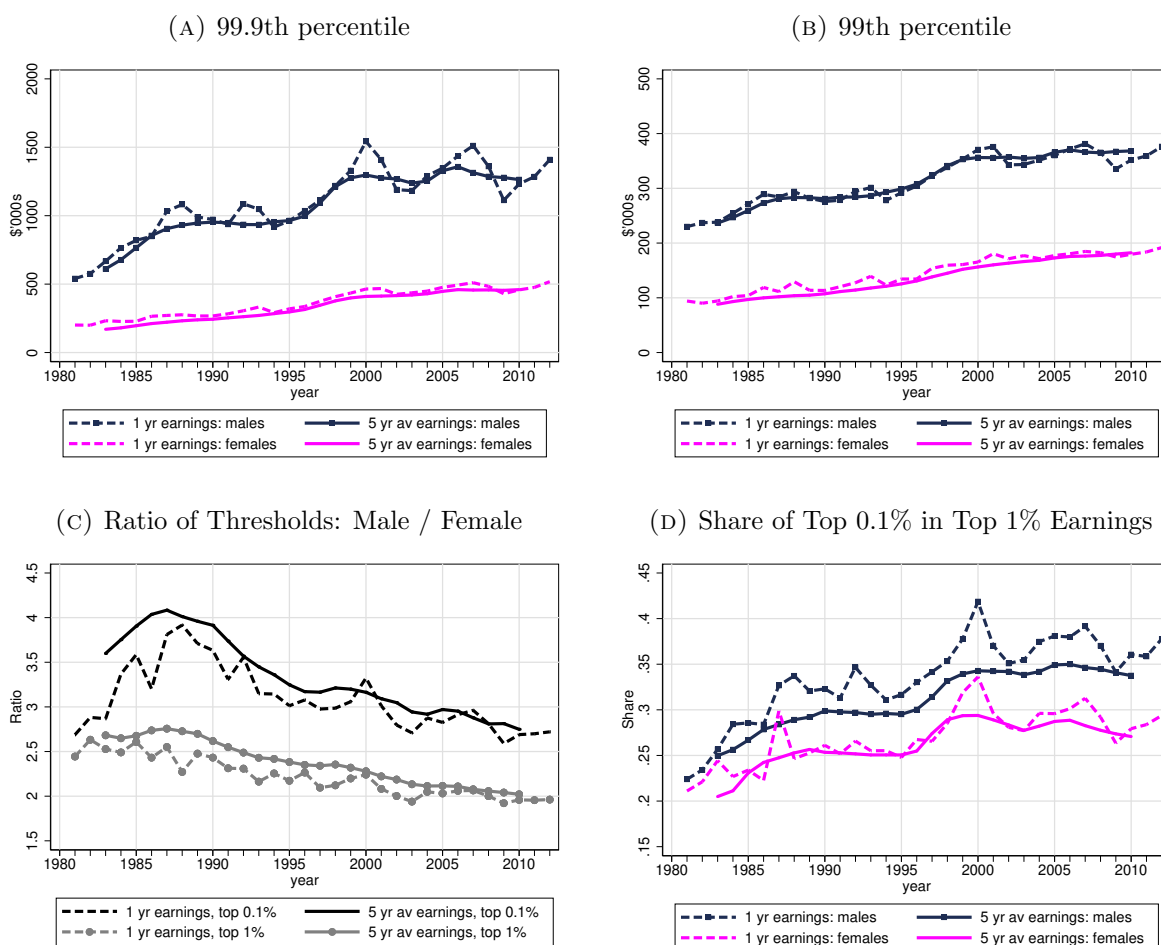 (A) 99.9th percentile
2000
1500
1000
500
0
$'000s
1980 1985 1990 1995 2000 2005 2010
year
1 yr earnings: males 5 yr av earnings: males
1 yr earnings: females 5 yr av earnings: females
(B) 99th percentile
500
400
300
200
100
0
$'000s
1980 1985 1990 1995 2000 2005 2010
year
1 yr earnings: males 5 yr av earnings: males
1 yr earnings: females 5 yr av earnings: females
(C) Ratio of Thresholds: Male / Female
4.5
4
3.5
3
2.5
2
1.5
Ratio
1980 1985 1990 1995 2000 2005 2010
year
1 yr earnings, top 0.1% 5 yr av earnings, top 0.1%
1 yr earnings, top 1% 5 yr av earnings, top 1%
(D) Share of Top 0.1% in Top 1% Earnings
.45
.4
.35
.3
.25
.2
.15
Share
1980 1985 1990 1995 2000 2005 2010
year
1 yr earnings: males 5 yr av earnings: males
1 yr earnings: females 5 yr av earnings: females